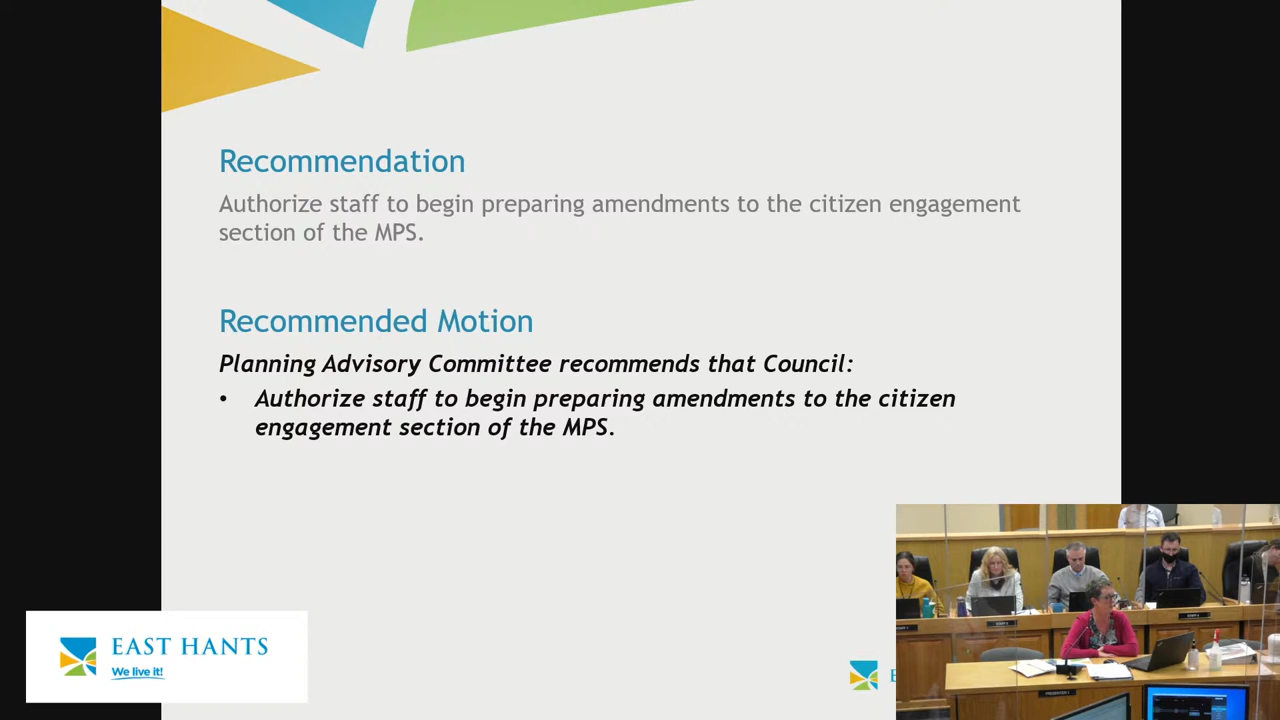 Recommendation
Authorize staff to begin preparing amendments to the citizen engagement
section of the MPS.
Recommended Motion
Planning Advisory Committee recommends that Council:
• Authorize staff to begin preparing amendments to the citizen
engagement section of the MPS.
EAST HANTS
We live it!
E